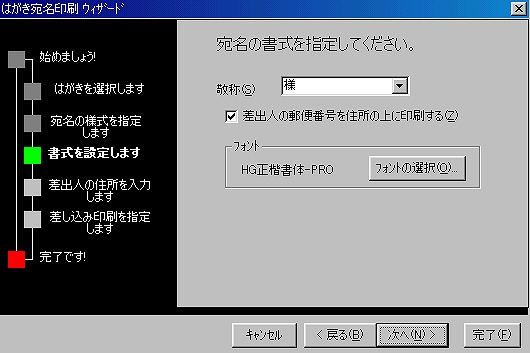 はがき宛名印刷 ウィザード
始めましょう!
はがきを選択します
宛名の様式を指定
します
書式を設定します
差出人の住所を入力
します
差し込み印刷を指定
します
完了です!
宛名の書式を指定してください。
敬称(S)
様
差出人の郵便番号を住所の上に印刷する(Z)
フォント
HG正楷書体-PRO
フォントの選択(O)...
キャンセル
< 戻る(B)
次へ(N) >
完了(F)